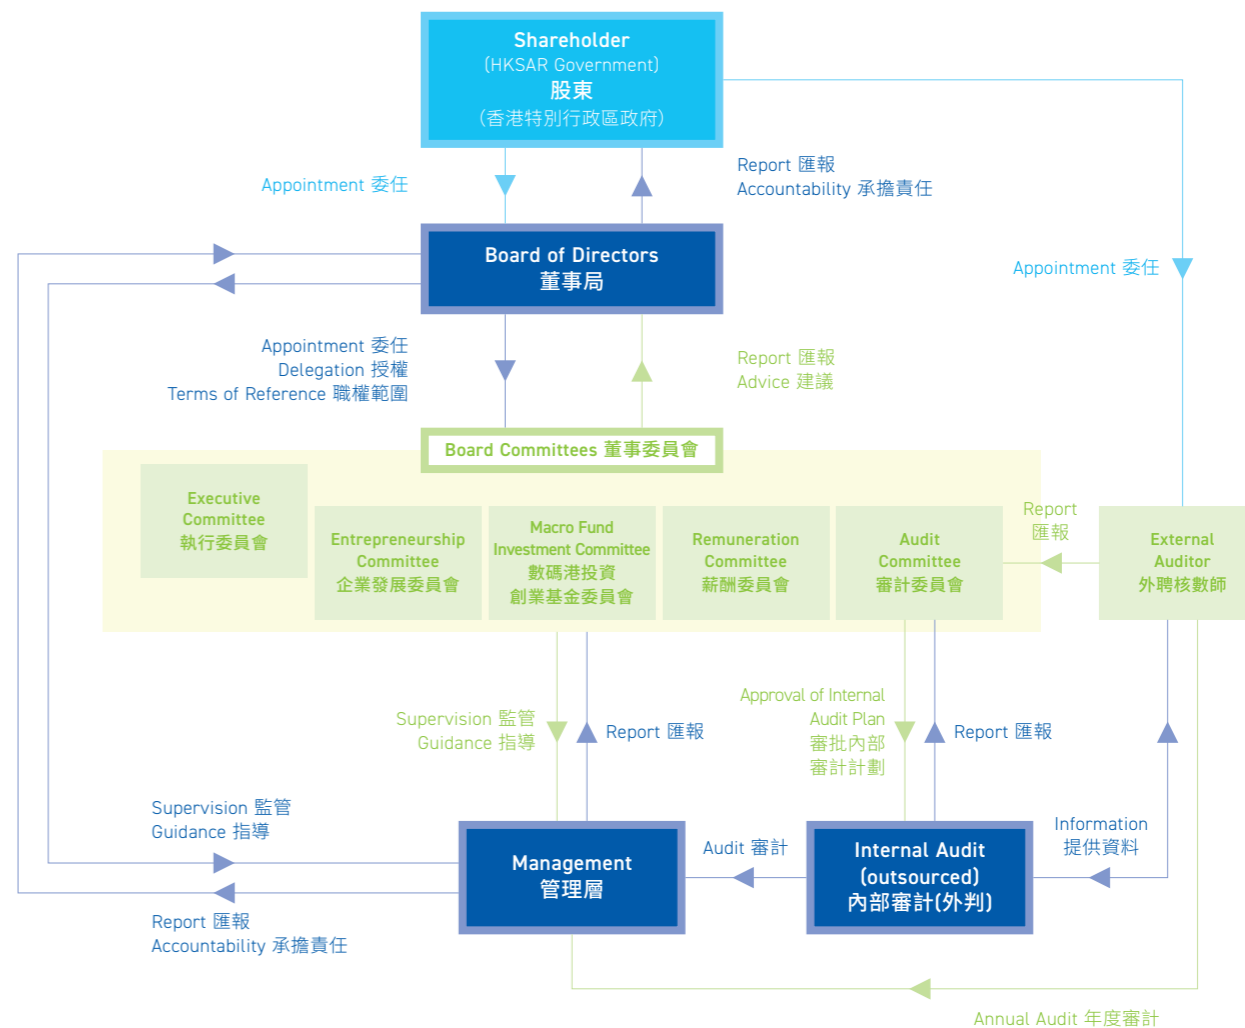 Shareholder
(HKSAR Government)
股東
(香港特別行政區政府)
Appointment 委任
Report 匯報
Accountability 承擔責任
Board of Directors
董事局
Appointment 委任
Appointment 委任
Delegation 授權
Terms of Reference 職權範圍
Report 匯報
Advice 建議
Board Committees 董事委員會
Executive
Committee
執行委員會
Entrepreneurship
Committee
企業發展委員會
Macro Fund
Investment Committee
數碼港投資
創業基金委員會
Remuneration
Committee
薪酬委員會
Audit
Committee
審計委員會
Report
匯報
External
Auditor
外聘核數師
Supervision 監管
Guidance 指導
Report 匯報
Approval of Internal
Audit Plan
審批內部
審計計劃
Report 匯報
Supervision 監管
Guidance 指導
Management
管理層
Audit 審計
Internal Audit
(outsourced)
內部審計(外判)
Information
提供資料
Report 匯報
Accountability 承擔責任
Annual Audit 年度審計